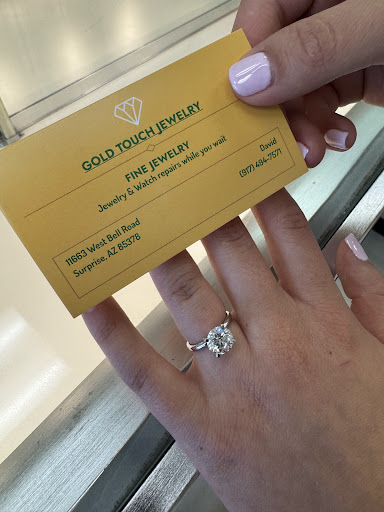 GOLD TOUCH JEWELRY
FINE JEWELRY
Jewelry & Watch repairs while you wait
David
(917) 494-7571
11663 West Bell Road
Surprise, AZ 85378